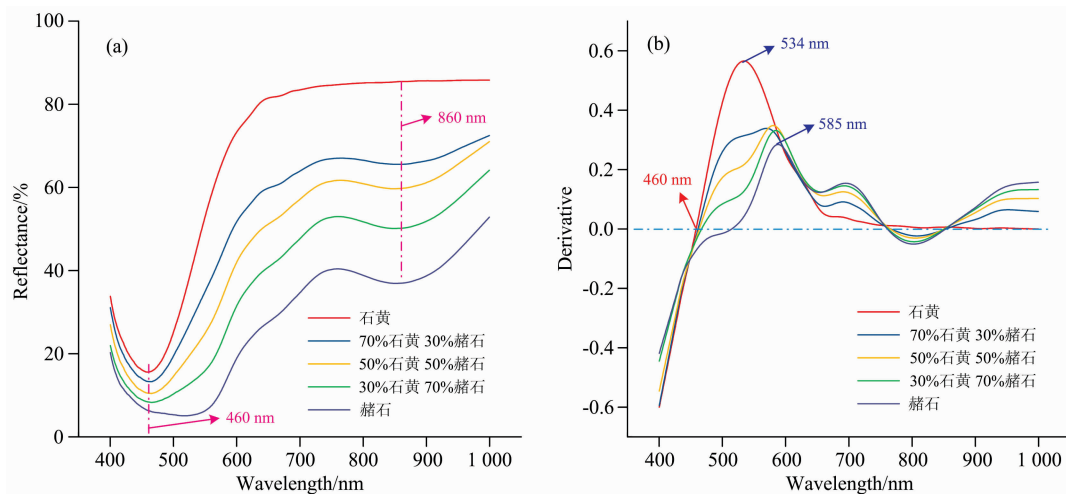 100
80
60
40
20
0
Reflectance/%
(a)
860 nm
460 nm
石黄
70%石黄 30%赭石
50%石黄 50%赭石
30%石黄 70%赭石
赭石
400 500 600 700 800 900 1 000
Wavelength/nm
0.6
0.4
0.2
0.0
-0.2
-0.4
-0.6
Derivative
(b)
534 nm
585 nm
460 nm
石黄
70%石黄 30%赭石
50%石黄 50%赭石
30%石黄 70%赭石
赭石
400 500 600 700 800 900 1 000
Wavelength/nm